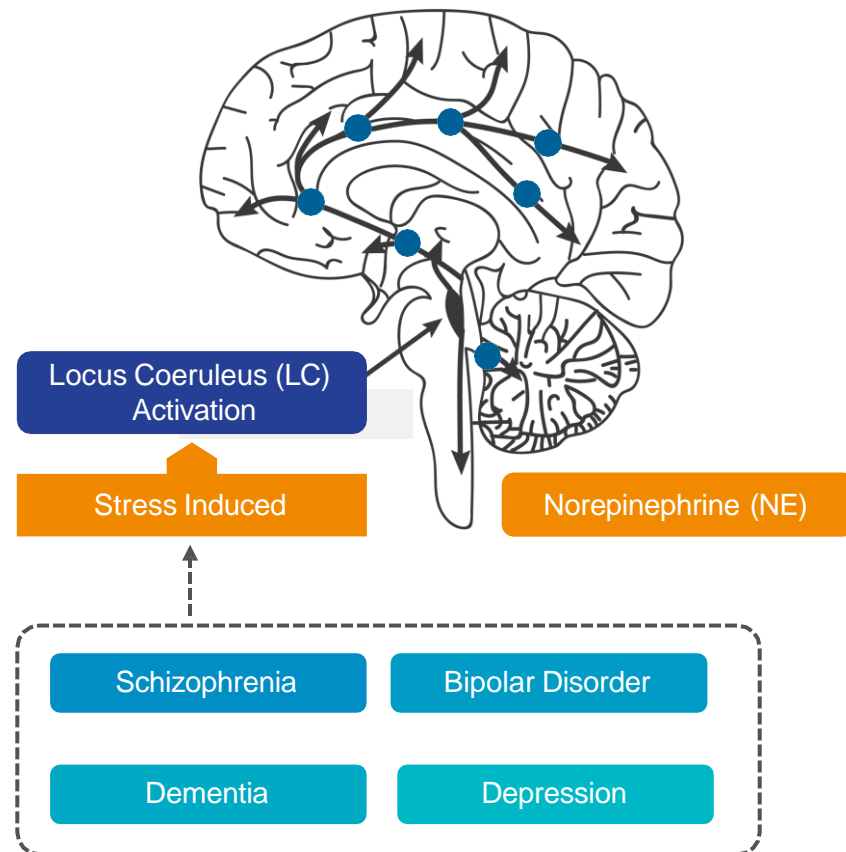 Locus Coeruleus (LC)
Activation
Stress Induced
Norepinephrine (NE)
Schizophrenia
Bipolar Disorder
Dementia
Depression